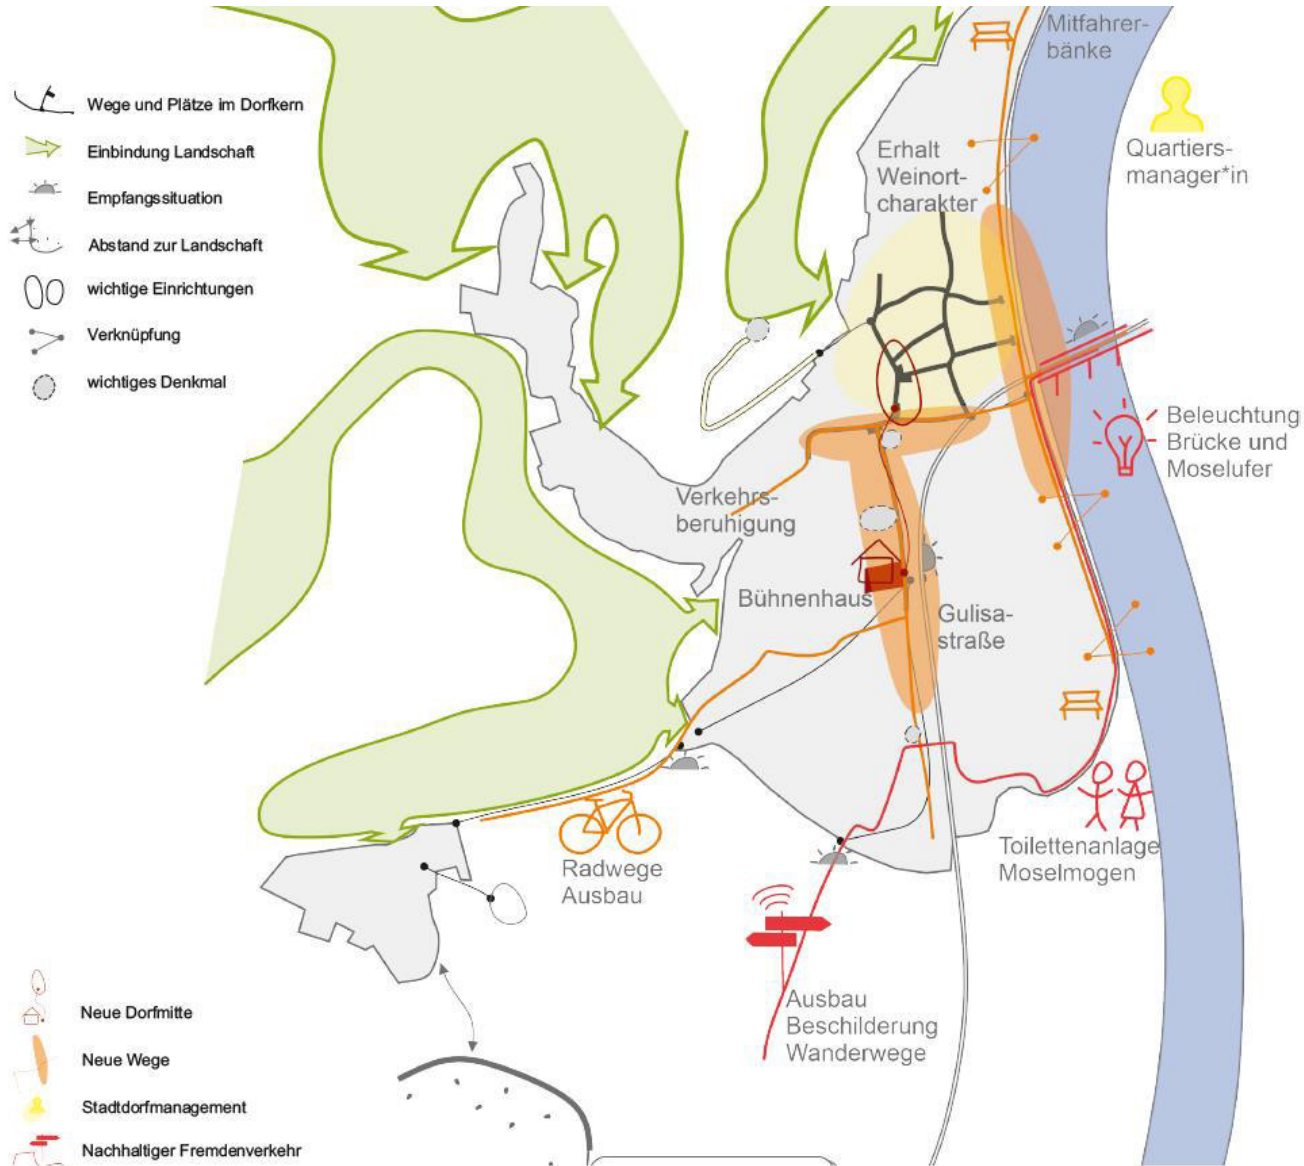 Mitfahrer-
bänke
Wege und Plätze im Dorfkern
Einbindung Landschaft
Empfangssituation
Abstand zur Landschaft
wichtige Einrichtungen
Verknüpfung
wichtiges Denkmal
Erhalt
Weinort-
charakter
Quartiers-
manager*in
Beleuchtung
Brücke und
Moselufer
Verkehrs-
beruhigung
Bühnenhaus
Gulisa-
straße
Radwege
Ausbau
Toilettenanlage
Moselmogen
Ausbau
Beschilderung
Wanderwege
Neue Dorfmitte
Neue Wege
Stadtdorfmanagement
Nachhaltiger Fremdenverkehr